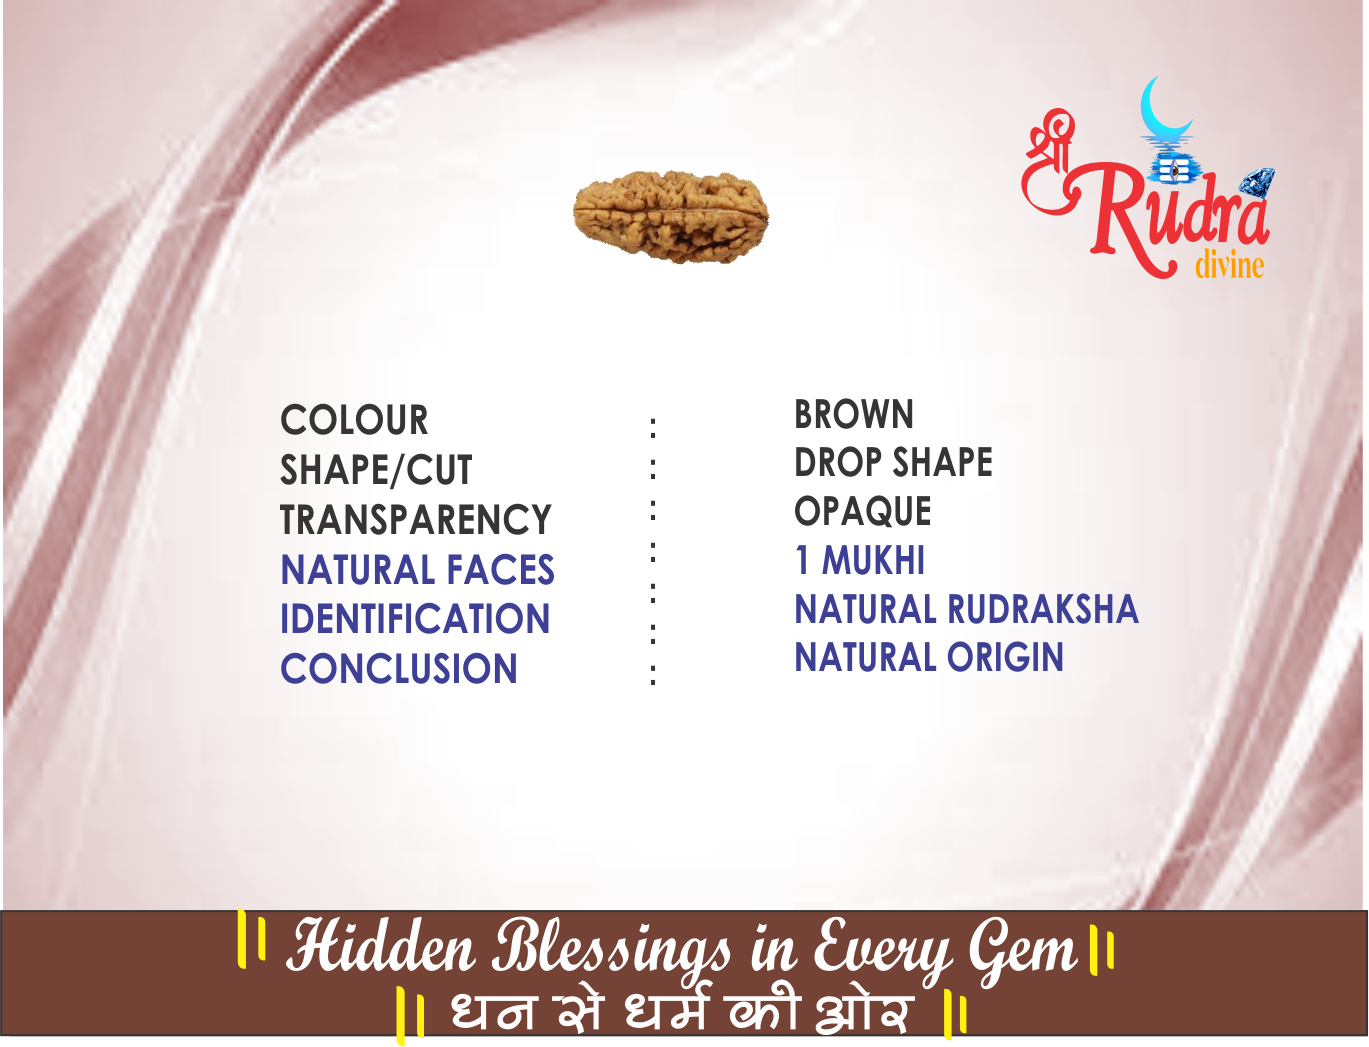 श्री
Rudra
divine
COLOUR : BROWN
SHAPE/CUT : DROP SHAPE
TRANSPARENCY : OPAQUE
NATURAL FACES : 1 MUKHI
IDENTIFICATION : NATURAL RUDRAKSHA
CONCLUSION : NATURAL ORIGIN
:
|| Hidden Blessings in Every Gem ||
|| धन से धर्म की ओर ||